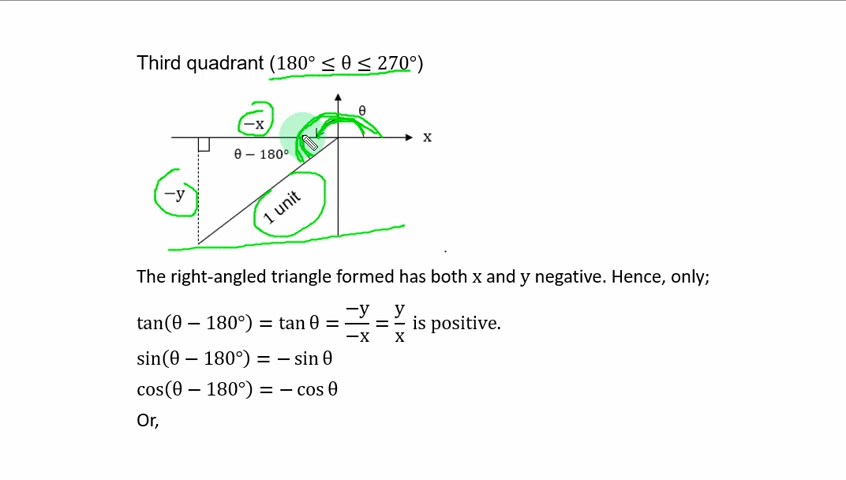 Third quadrant (180° ≤ θ ≤ 270°)
θ
−x
x
θ − 180°
−y
1 unit
The right-angled triangle formed has both x and y negative. Hence, only;
tan(θ − 180°) = tan θ = −y/−x = y/x is positive.
sin(θ − 180°) = − sin θ
cos(θ − 180°) = − cos θ
Or,